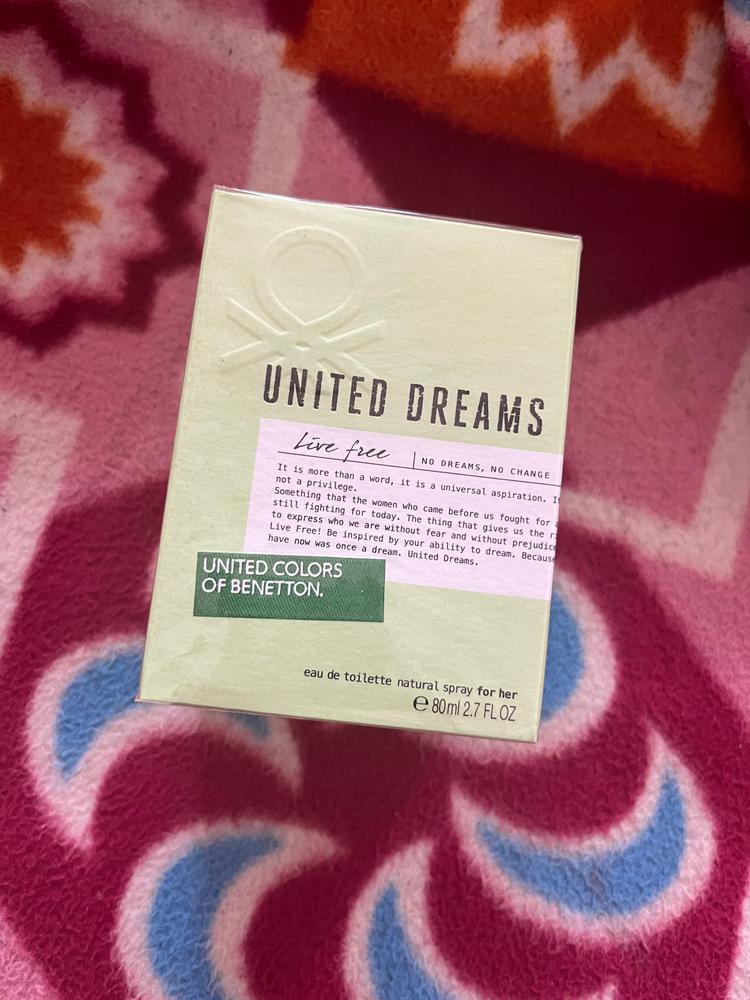 UNITED DREAMS
Live free
NO DREAMS, NO CHANGE
It is more than a word, it is a universal aspiration.
not a privilege.
Something that the women who came before us fought for
still fighting for today. The thing that gives us the
to express who we are without fear and without prejudice
Live Free! Be inspired by your ability to dream. Because
have now was once a dream. United Dreams.
UNITED COLORS
OF BENETTON.
eau de toilette natural spray for her
e 80ml 2.7 FL OZ